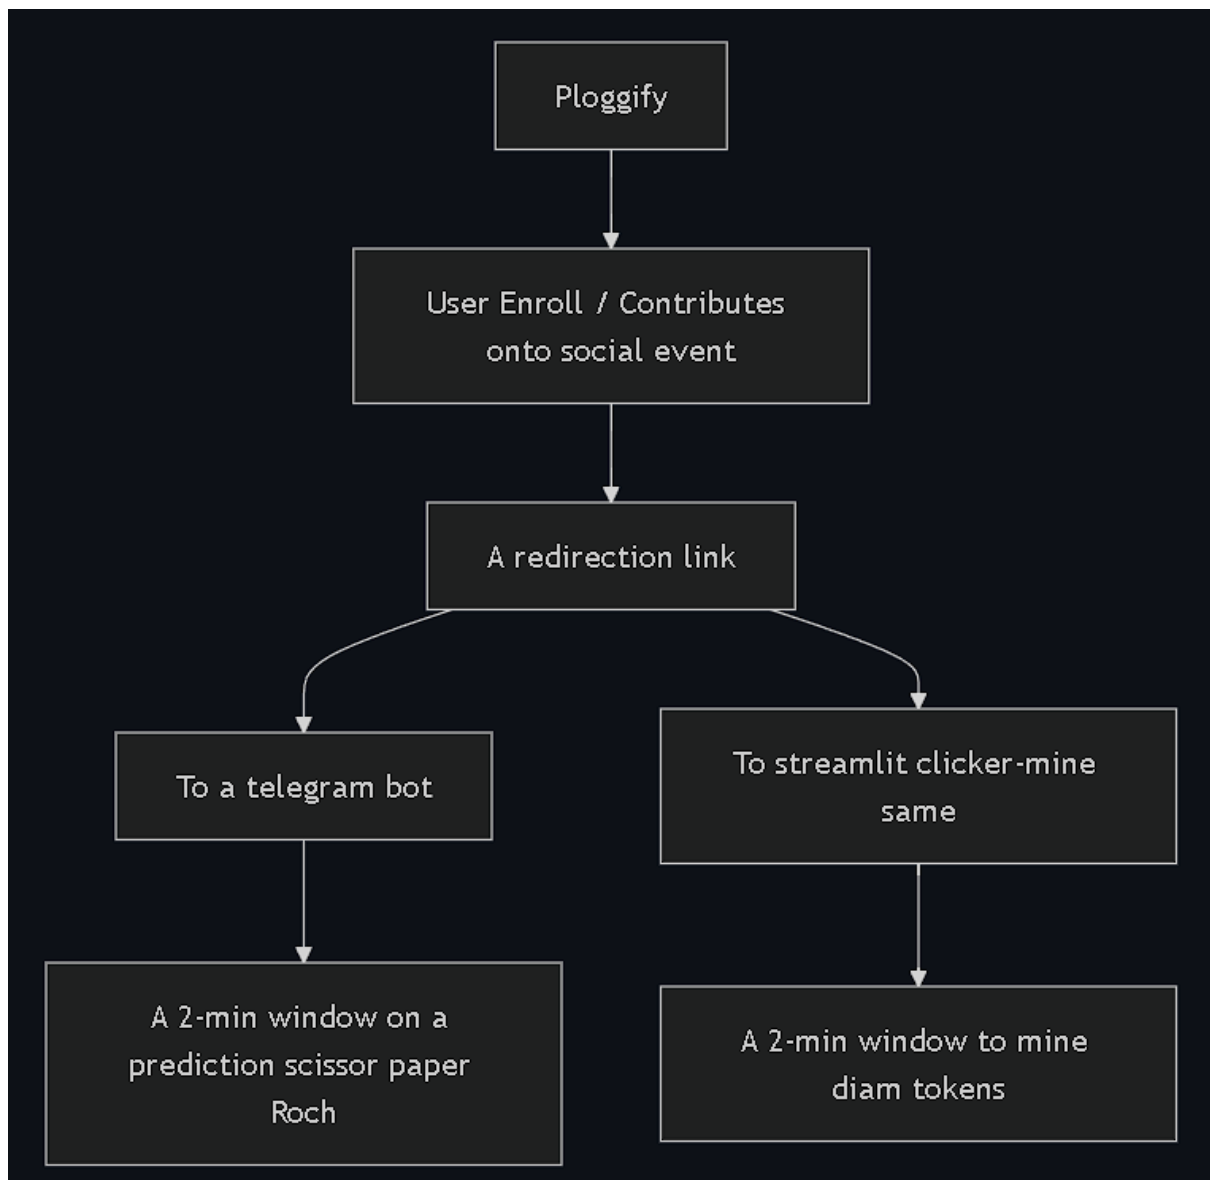 Ploggify
User Enroll / Contributes
onto social event
A redirection link
To a telegram bot
To streamlit clicker-mine
same
A 2-min window on a
prediction scissor paper
Roch
A 2-min window to mine
diam tokens